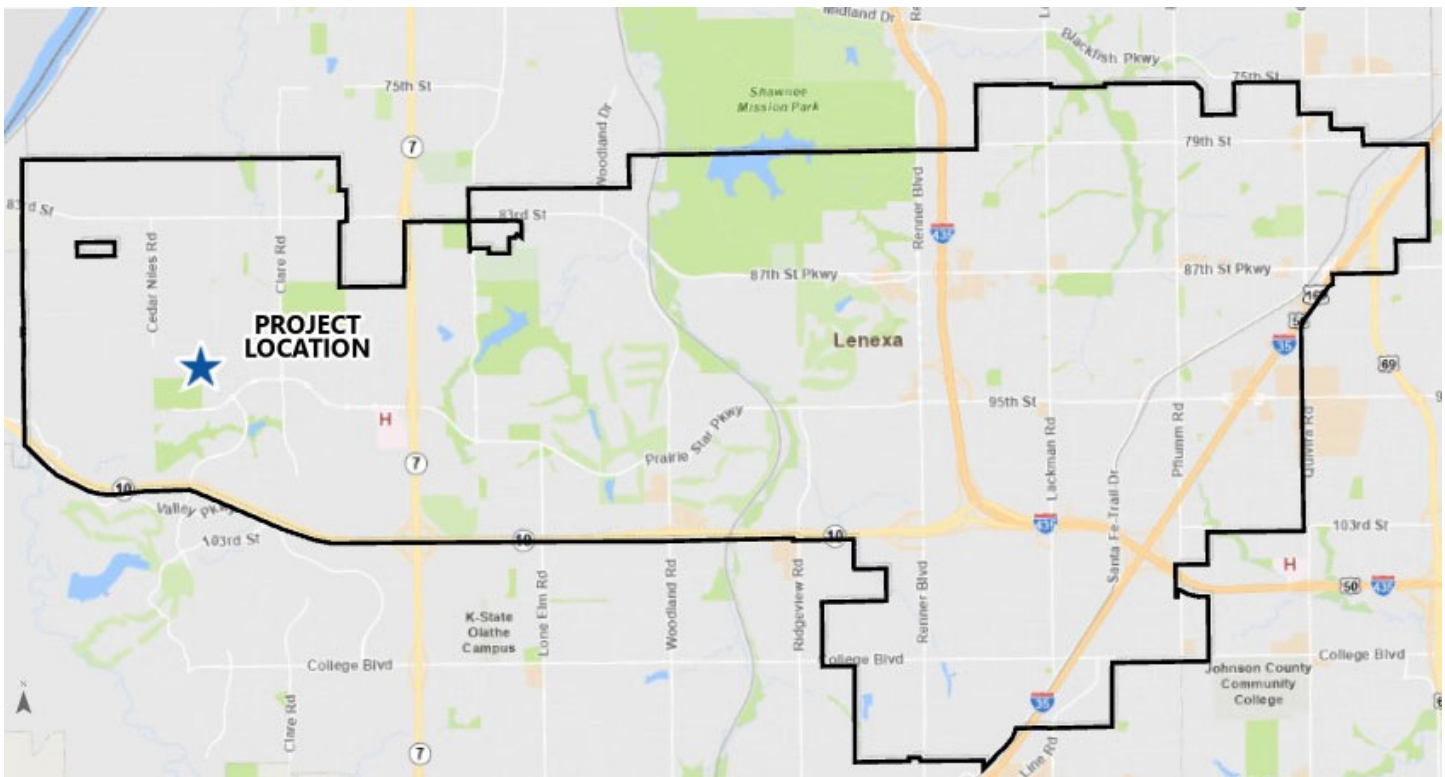 Midland Dr
Blackfish Pkwy
75th St
75th St
Shawnee
Mission Park
7
79th St
Woodland Dr
Renner Blvd
83rd St
83rd St
435
Cedar Niles Rd
Clare Rd
87th St Pkwy
87th St Pkwy
169
PROJECT
LOCATION
Lenexa
35
69
H
95th St
Prairie Star Pkwy
Lackman Rd
Pflumm Rd
Quivira Rd
7
Santa Fe Trail Dr
10
Valley Pkwy
103rd St
10
10
435
103rd St
H
50
435
Lone Elm Rd
Woodland Rd
Ridgeview Rd
Renner Blvd
K-State
Olathe
Campus
College Blvd
College Blvd
College Blvd
Johnson County
Community
College
Clare Rd
35
7
Line Rd
N